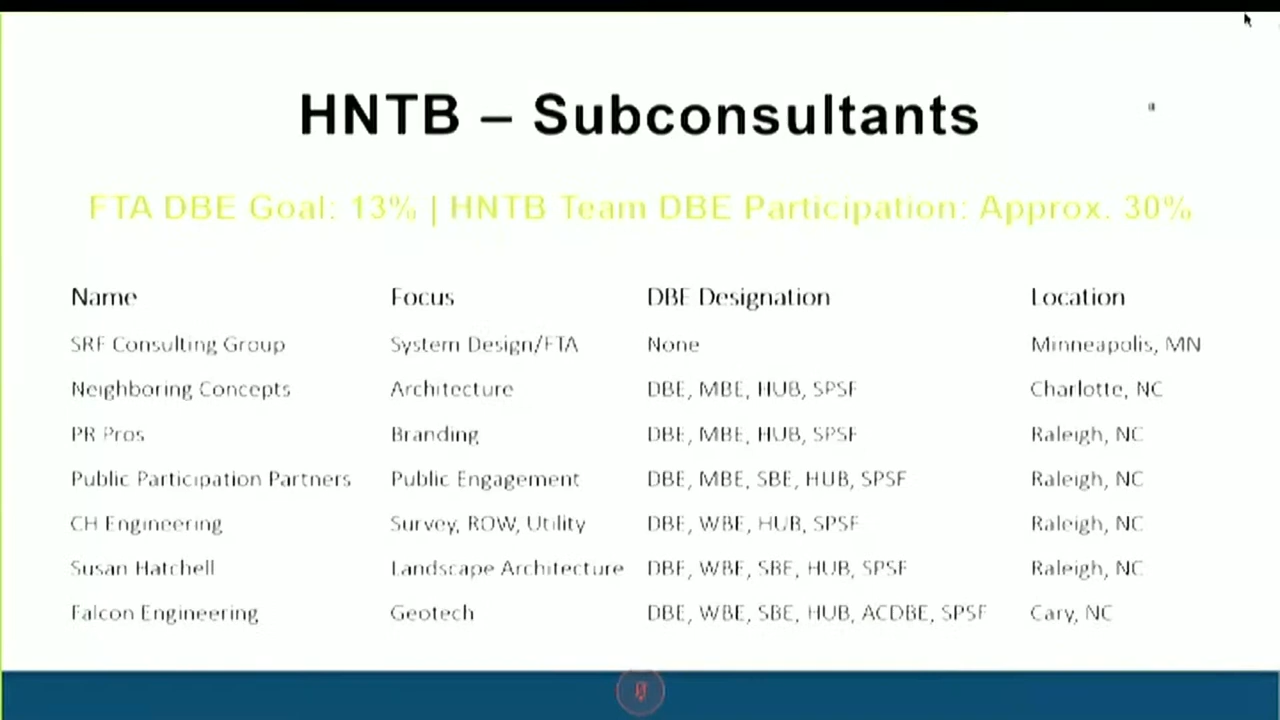 HNTB – Subconsultants
FTA DBE Goal: 13% | HNTB Team DBE Participation: Approx. 30%
Name Focus DBE Designation Location
SRF Consulting Group System Design/FTA None Minneapolis, MN
Neighboring Concepts Architecture DBE, MBE, HUB, SPSF Charlotte, NC
PR Pros Branding DBE, MBE, HUB, SPSF Raleigh, NC
Public Participation Partners Public Engagement DBE, MBE, SBE, HUB, SPSF Raleigh, NC
CH Engineering Survey, ROW, Utility DBE, WBE, HUB, SPSF Raleigh, NC
Susan Hatchell Landscape Architecture DBE, WBE, SBE, HUB, SPSF Raleigh, NC
Falcon Engineering Geotech DBE, WBE, SBE, HUB, ACDBE, SPSF Cary, NC